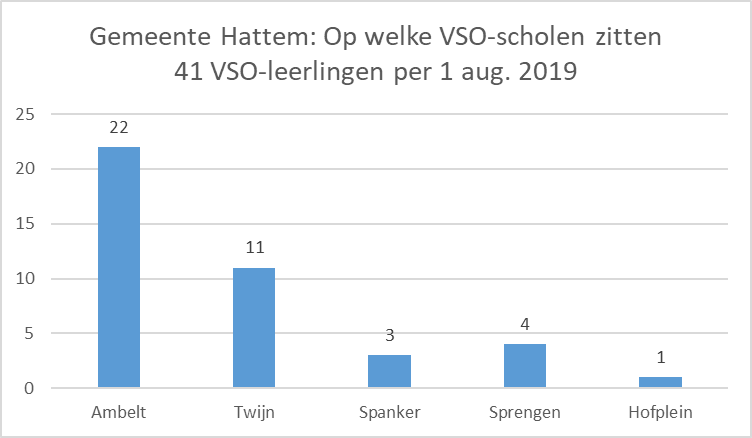 Gemeente Hattem: Op welke VSO-scholen zitten
41 VSO-leerlingen per 1 aug. 2019
25
20
15
10
5
0
22
11
3
4
1
Ambelt
Twijn
Spanker
Sprengen
Hofplein